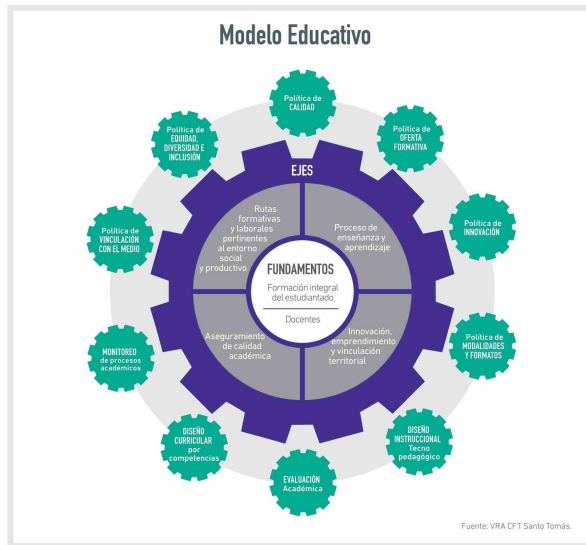 Modelo Educativo
Política de
CALIDAD
Política de
OFERTA
FORMATIVA
Política de
INNOVACIÓN
Política de
MODALIDADES
Y FORMATOS
DISEÑO
INSTRUCCIONAL
Tecno
pedagógico
EVALUACIÓN
Académica
DISEÑO
CURRICULAR
por
competencias
MONITOREO
de procesos
académicos
Política de
VINCULACIÓN
CON EL MEDIO
Política de
EQUIDAD,
DIVERSIDAD E
INCLUSIÓN
EJES
Rutas
formativas
y laborales
pertinentes
al entorno
social
y productivo
Proceso de
enseñanza y
aprendizaje
FUNDAMENTOS
Formación integral
del estudiantado
Docentes
Aseguramiento
de calidad
académica
Innovación,
emprendimiento
y vinculación
territorial
Fuente: VRA CFT Santo Tomás.